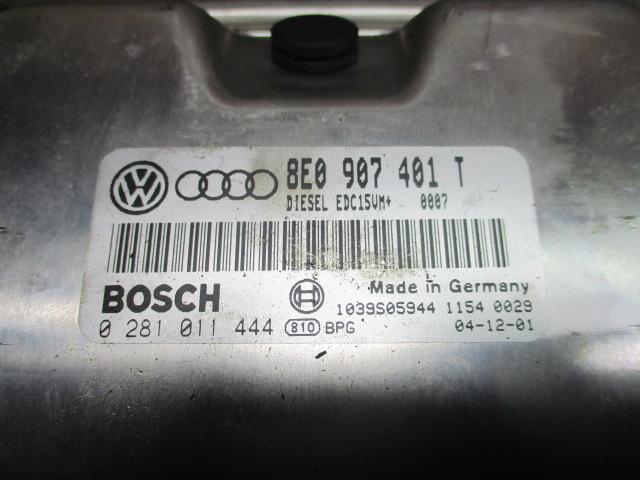 8E0 907 401 T
DIESEL EDC15VM+ 0007
BOSCH
Made in Germany
1039S05944 1154 0029
0 281 011 444 810 BPG 04-12-01